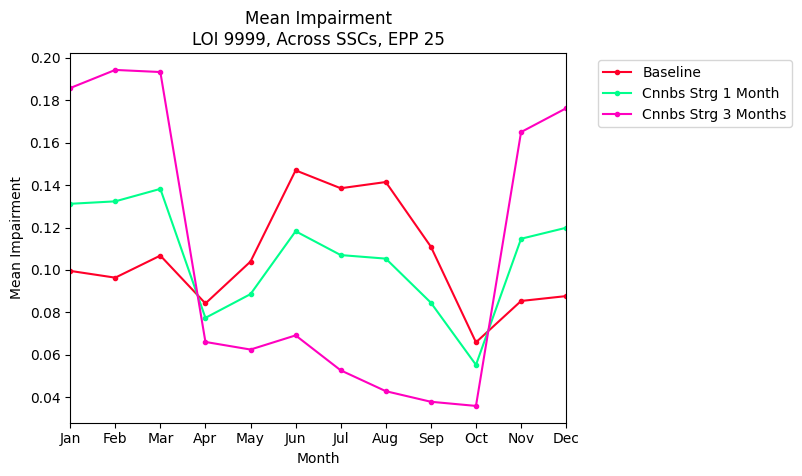 Mean Impairment
LOI 9999, Across SSCs, EPP 25
Mean Impairment
0.20
0.18
0.16
0.14
0.12
0.10
0.08
0.06
0.04
Jan Feb Mar Apr May Jun Jul Aug Sep Oct Nov Dec
Month
Baseline
Cnnbs Strg 1 Month
Cnnbs Strg 3 Months